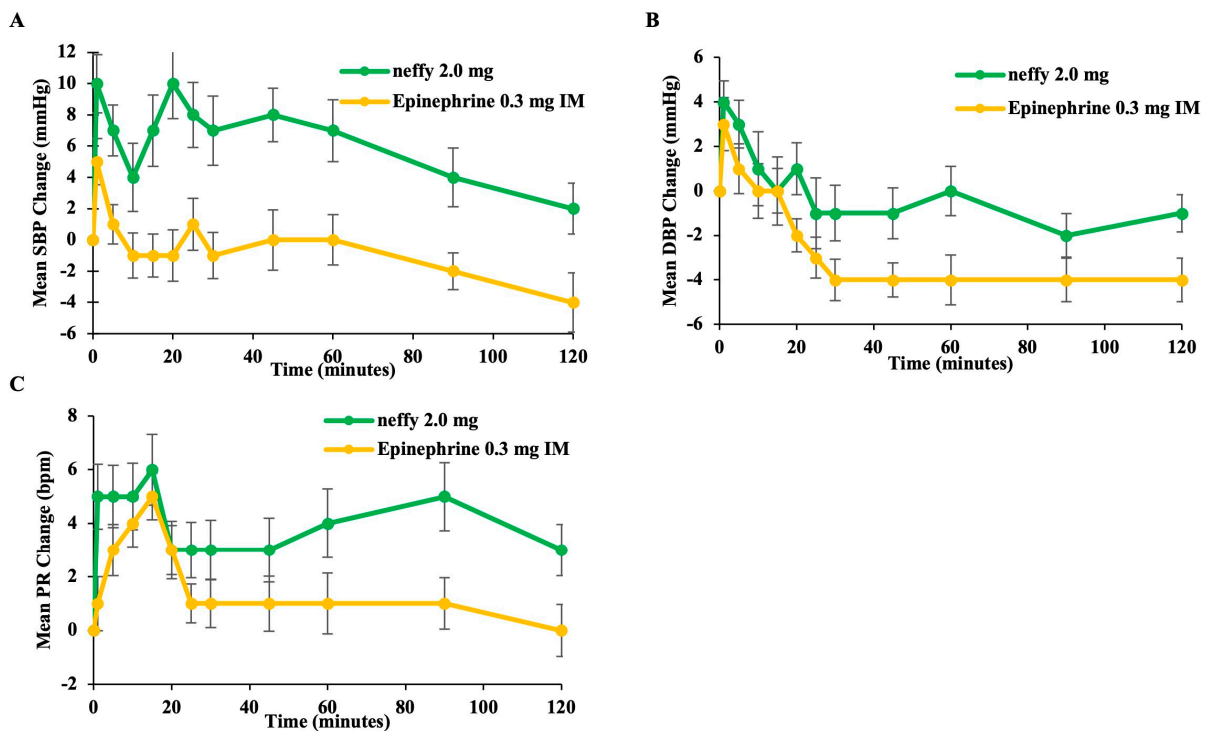 A
Mean SBP Change (mmHg)
12
10
8
6
4
2
0
-2
-4
-6
neffy 2.0 mg
Epinephrine 0.3 mg IM
0 20 40 60 80 100 120
Time (minutes)
B
Mean DBP Change (mmHg)
6
4
2
0
-2
-4
-6
neffy 2.0 mg
Epinephrine 0.3 mg IM
0 20 40 60 80 100 120
Time (minutes)
C
Mean PR Change (bpm)
8
6
4
2
0
-2
neffy 2.0 mg
Epinephrine 0.3 mg IM
0 20 40 60 80 100 120
Time (minutes)